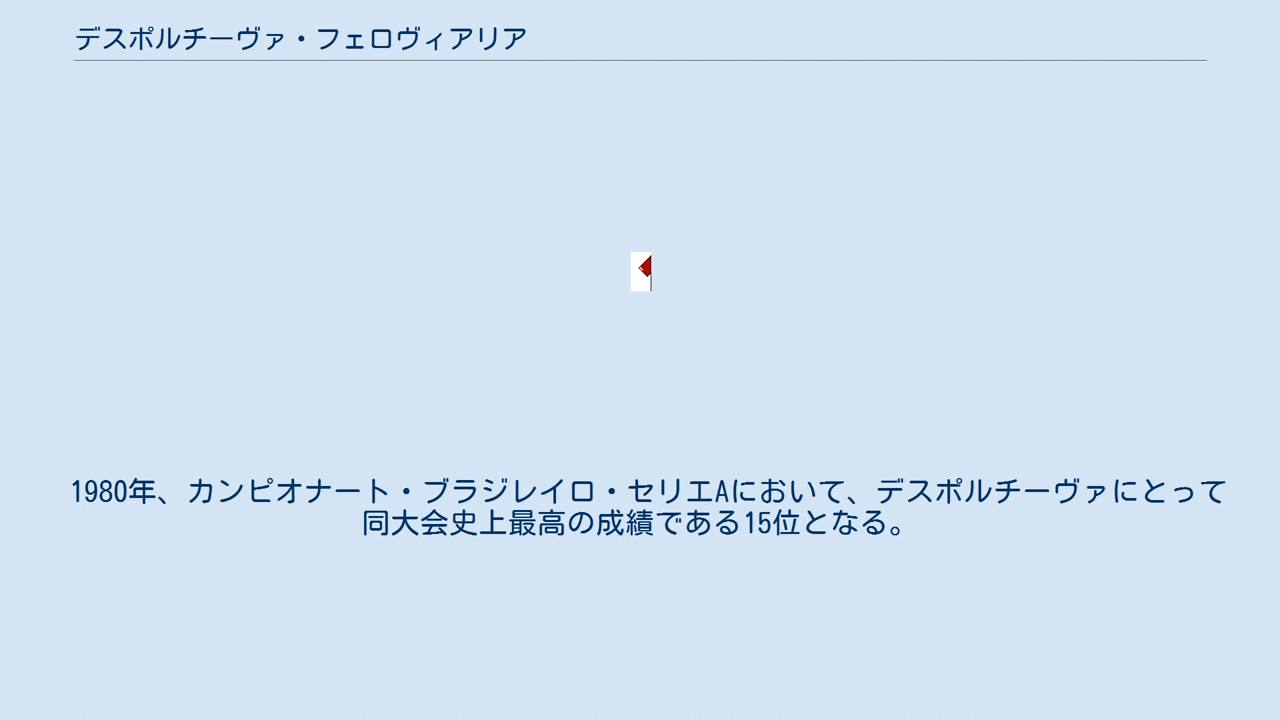 デスポルチーヴァ・フェロヴィアリア
1980年、カンピオナート・ブラジレイロ・セリエAにおいて、デスポルチーヴァにとって
同大会史上最高の成績である15位となる。